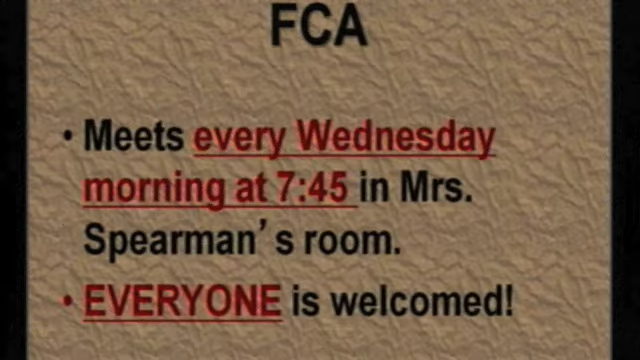 FCA
• Meets every Wednesday
morning at 7:45 in Mrs.
Spearman’s room.
• EVERYONE is welcomed!